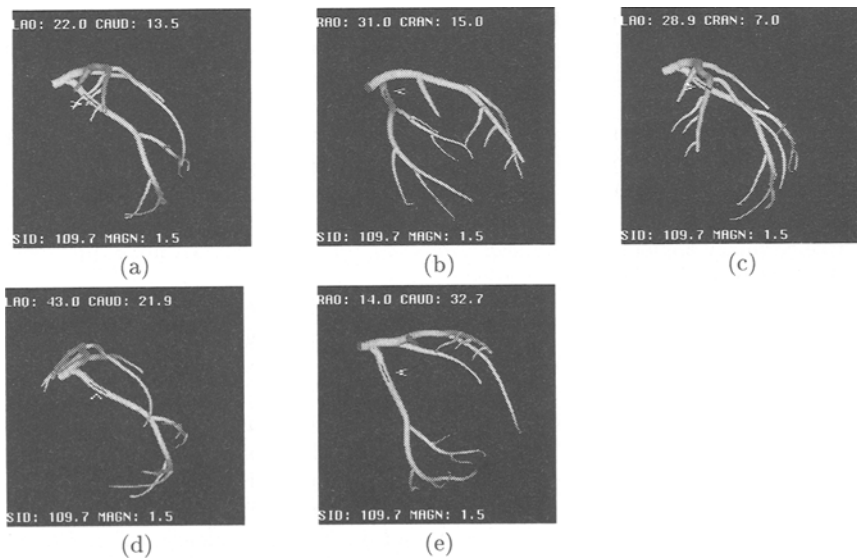 LAO: 22.0 CAUD: 13.5
RAO: 31.0 CRAN: 15.0
LAO: 28.9 CRAN: 7.0
SID: 109.7 MAGN: 1.5
SID: 109.7 MAGN: 1.5
SID: 109.7 MAGN: 1.5
(a)
(b)
(c)
LAO: 43.0 CAUD: 21.9
RAO: 14.0 CAUD: 32.7
SID: 109.7 MAGN: 1.5
SID: 109.7 MAGN: 1.5
(d)
(e)